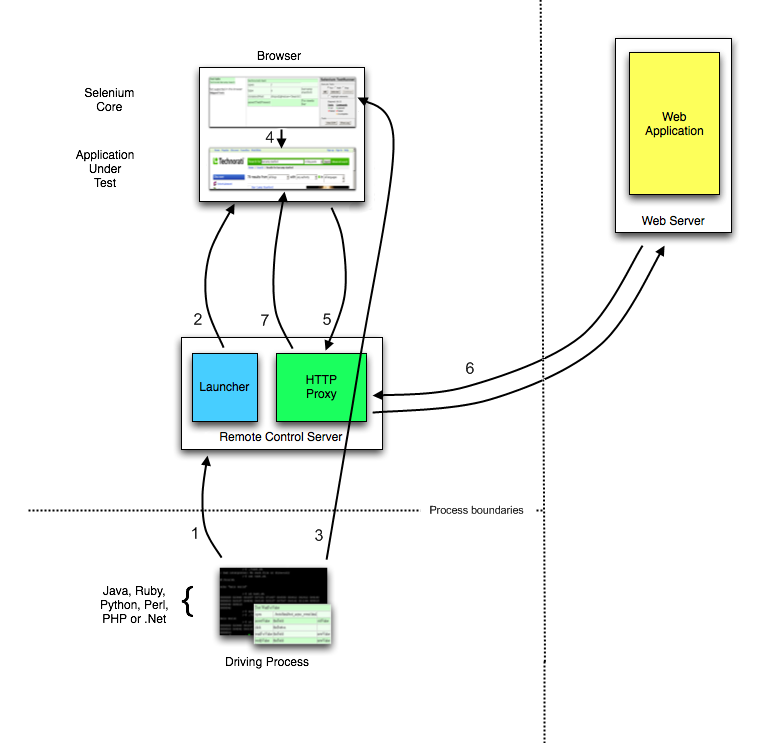 Browser
Selenium
Core
4
Application
Under
Test
Technorati
Web
Application
Web Server
2
7
5
6
Launcher
HTTP
Proxy
Remote Control Server
Process boundaries
1
3
Java, Ruby,
Python, Perl,
PHP or .Net
{
Driving Process